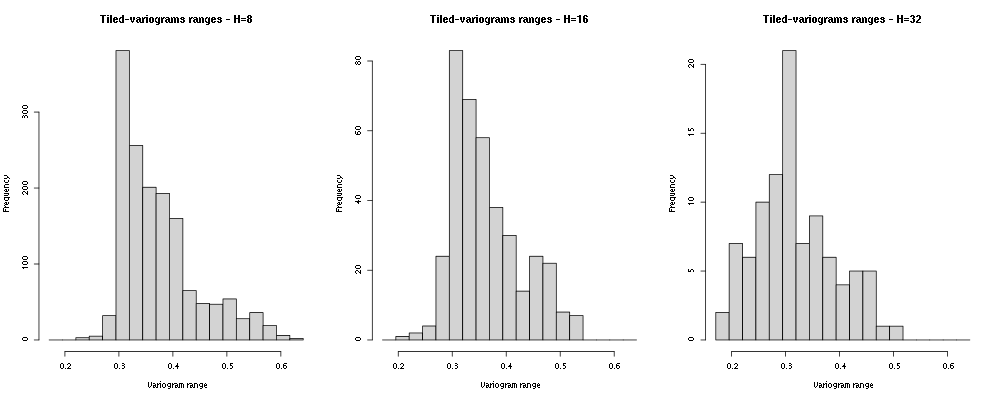 Tiled-variograms ranges - H=8
Frequency
300
200
100
0
0.2 0.3 0.4 0.5 0.6
Variogram range
Tiled-variograms ranges - H=16
Frequency
80
60
40
20
0
0.2 0.3 0.4 0.5 0.6
Variogram range
Tiled-variograms ranges - H=32
Frequency
20
15
10
5
0
0.2 0.3 0.4 0.5 0.6
Variogram range